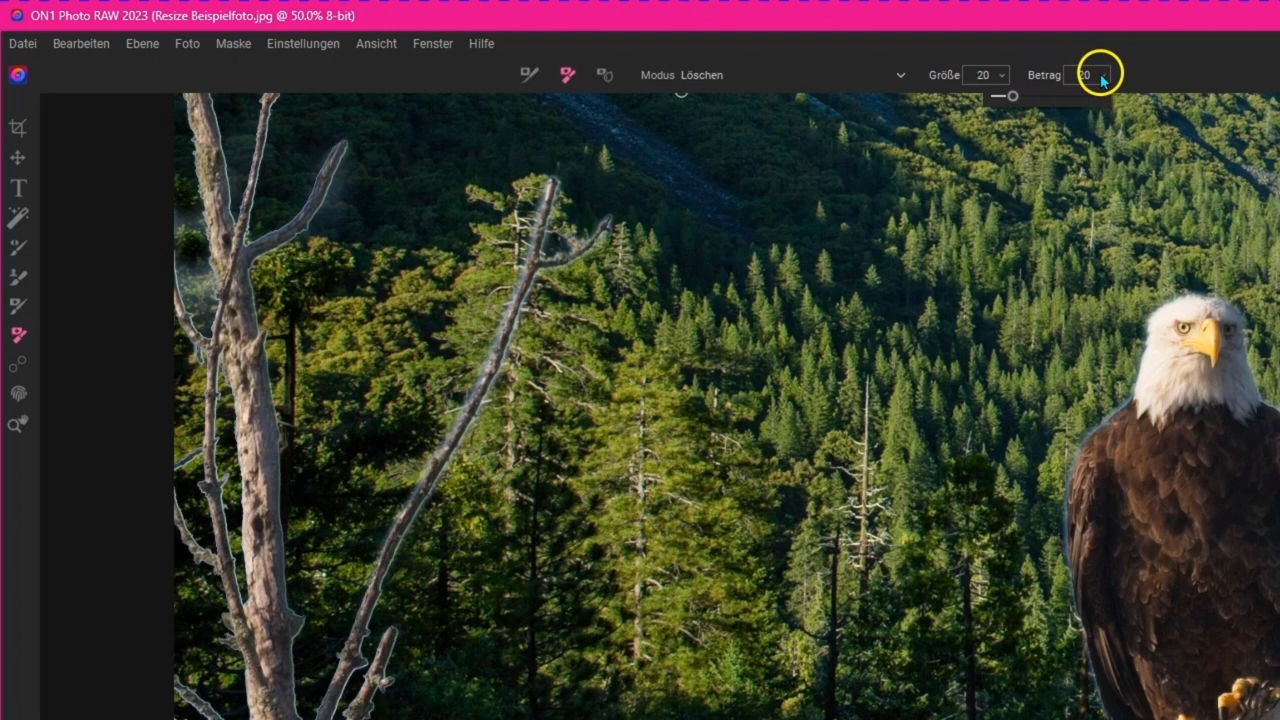 ON1 Photo RAW 2023 (Resize Beispielfoto.jpg @ 50.0% 8-bit)
Datei Bearbeiten Ebene Foto Maske Einstellungen Ansicht Fenster Hilfe
Modus Löschen Größe 20 Betrag 20
T